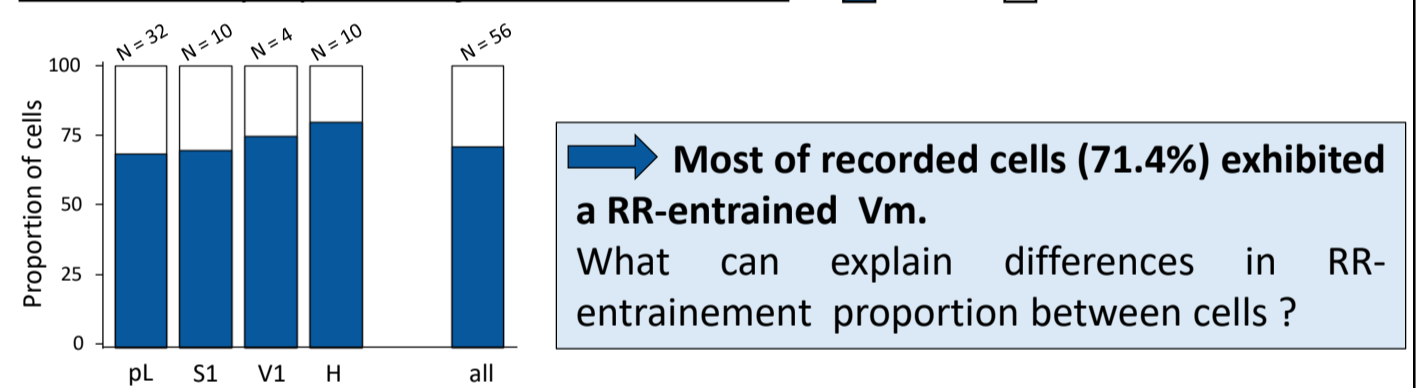 N = 32
N = 10
N = 4
N = 10
N = 56
100
75
50
25
0
Proportion of cells
pL
S1
V1
H
all
Most of recorded cells (71.4%) exhibited
a RR-entrained Vm.
What can explain differences in RR-
entrainement proportion between cells ?